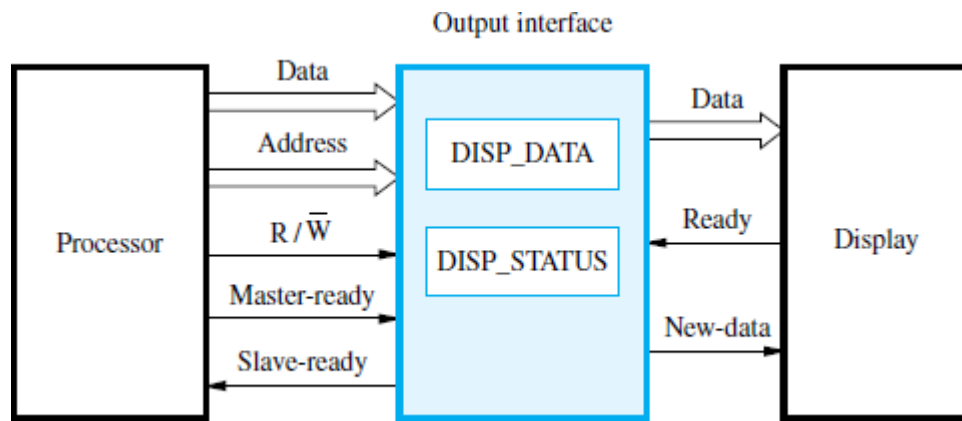 Output interface
Data
Address
R / W̅
Master-ready
Slave-ready
Processor
DISP_DATA
DISP_STATUS
Data
Ready
New-data
Display